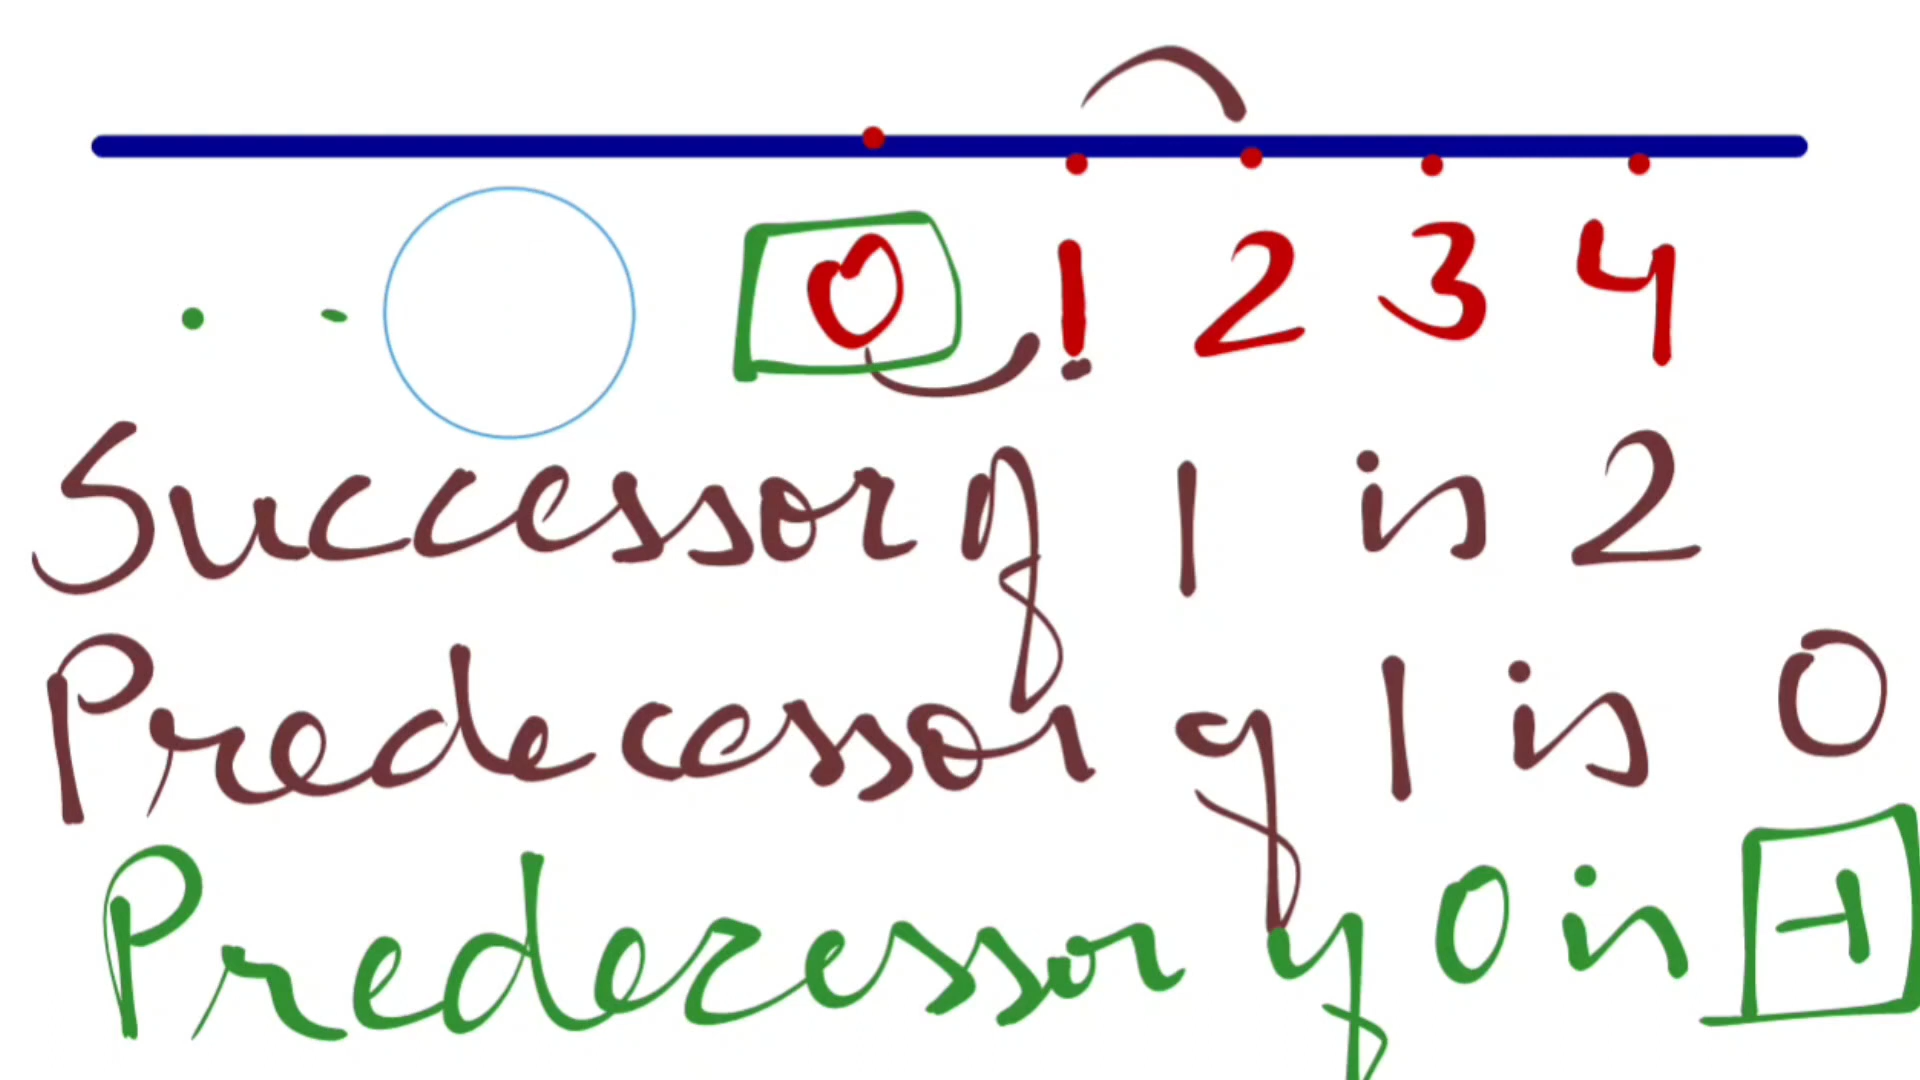 0 1 2 3 4
Successor of 1 is 2
Predecessor of 1 is 0
Predecessor of 0 is -1